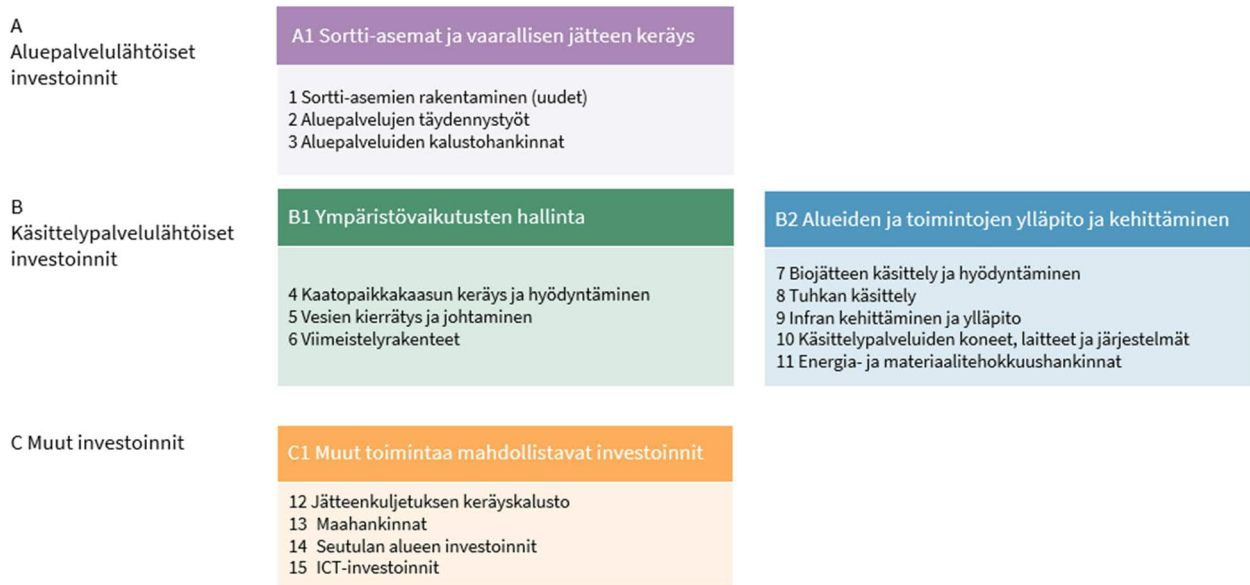 A
Aluepalvelulähtöiset
investoinnit
A1 Sortti-asemat ja vaarallisen jätteen keräys
1 Sortti-asemien rakentaminen (uudet)
2 Aluepalvelujen täydennystyöt
3 Aluepalveluiden kalustohankinnat
B
Käsittelypalvelulähtöiset
investoinnit
B1 Ympäristövaikutusten hallinta
4 Kaatopaikkakaasun keräys ja hyödyntäminen
5 Vesien kierrätys ja johtaminen
6 Viimeistelyrakenteet
B2 Alueiden ja toimintojen ylläpito ja kehittäminen
7 Biojätteen käsittely ja hyödyntäminen
8 Tuhkan käsittely
9 Infran kehittäminen ja ylläpito
10 Käsittelypalveluiden koneet, laitteet ja järjestelmät
11 Energia- ja materiaalitehokkuushankinnat
C Muut investoinnit
C1 Muut toimintaa mahdollistavat investoinnit
12 Jätteenkuljetuksen keräyskalusto
13 Maahankinnat
14 Seutulan alueen investoinnit
15 ICT-investoinnit